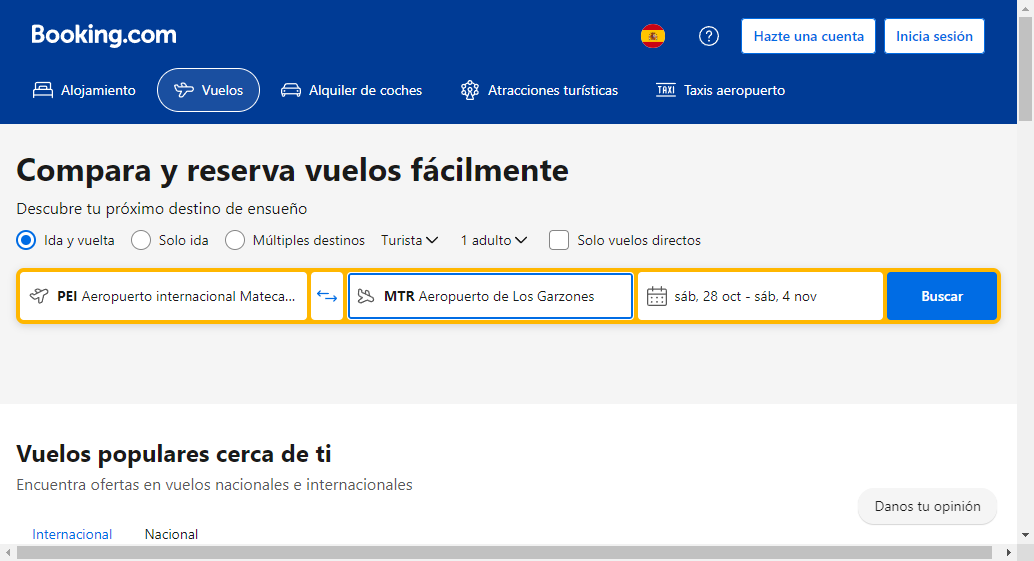 Booking.com
Hazte una cuenta
Inicia sesión
Alojamiento
Vuelos
Alquiler de coches
Atracciones turísticas
TAXI
Taxis aeropuerto
Compara y reserva vuelos fácilmente
Descubre tu próximo destino de ensueño
Ida y vuelta
Solo ida
Múltiples destinos
Turista
1 adulto
Solo vuelos directos
PEI Aeropuerto internacional Mateca...
MTR Aeropuerto de Los Garzones
sáb, 28 oct - sáb, 4 nov
Buscar
Vuelos populares cerca de ti
Encuentra ofertas en vuelos nacionales e internacionales
Danos tu opinión
Internacional
Nacional